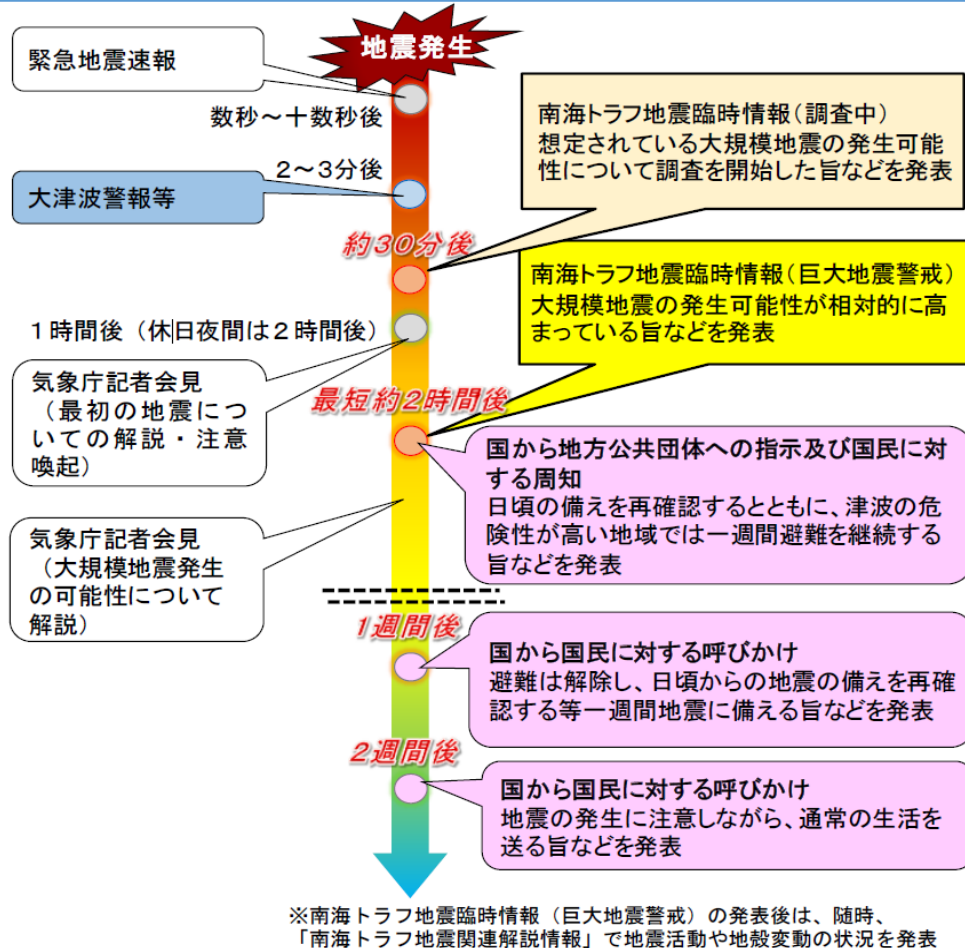 地震発生
緊急地震速報
数秒～十数秒後
南海トラフ地震臨時情報（調査中）
想定されている大規模地震の発生可能
性について調査を開始した旨などを発表
2～3分後
大津波警報等
約30分後
南海トラフ地震臨時情報（巨大地震警戒）
大規模地震の発生可能性が相対的に高
まっている旨などを発表
1時間後（休日夜間は2時間後）
気象庁記者会見
（最初の地震につ
いての解説・注意
喚起）
最短約2時間後
国から地方公共団体への指示及び国民に対
する周知
日頃の備えを再確認するとともに、津波の危
険性が高い地域では一週間避難を継続する
旨などを発表
気象庁記者会見
（大規模地震発生
の可能性について
解説）
1週間後
国から国民に対する呼びかけ
避難は解除し、日頃からの地震の備えを再確
認する等一週間地震に備える旨などを発表
2週間後
国から国民に対する呼びかけ
地震の発生に注意しながら、通常の生活を
送る旨などを発表
※南海トラフ地震臨時情報（巨大地震警戒）の発表後は、随時、
「南海トラフ地震関連解説情報」で地震活動や地殻変動の状況を発表